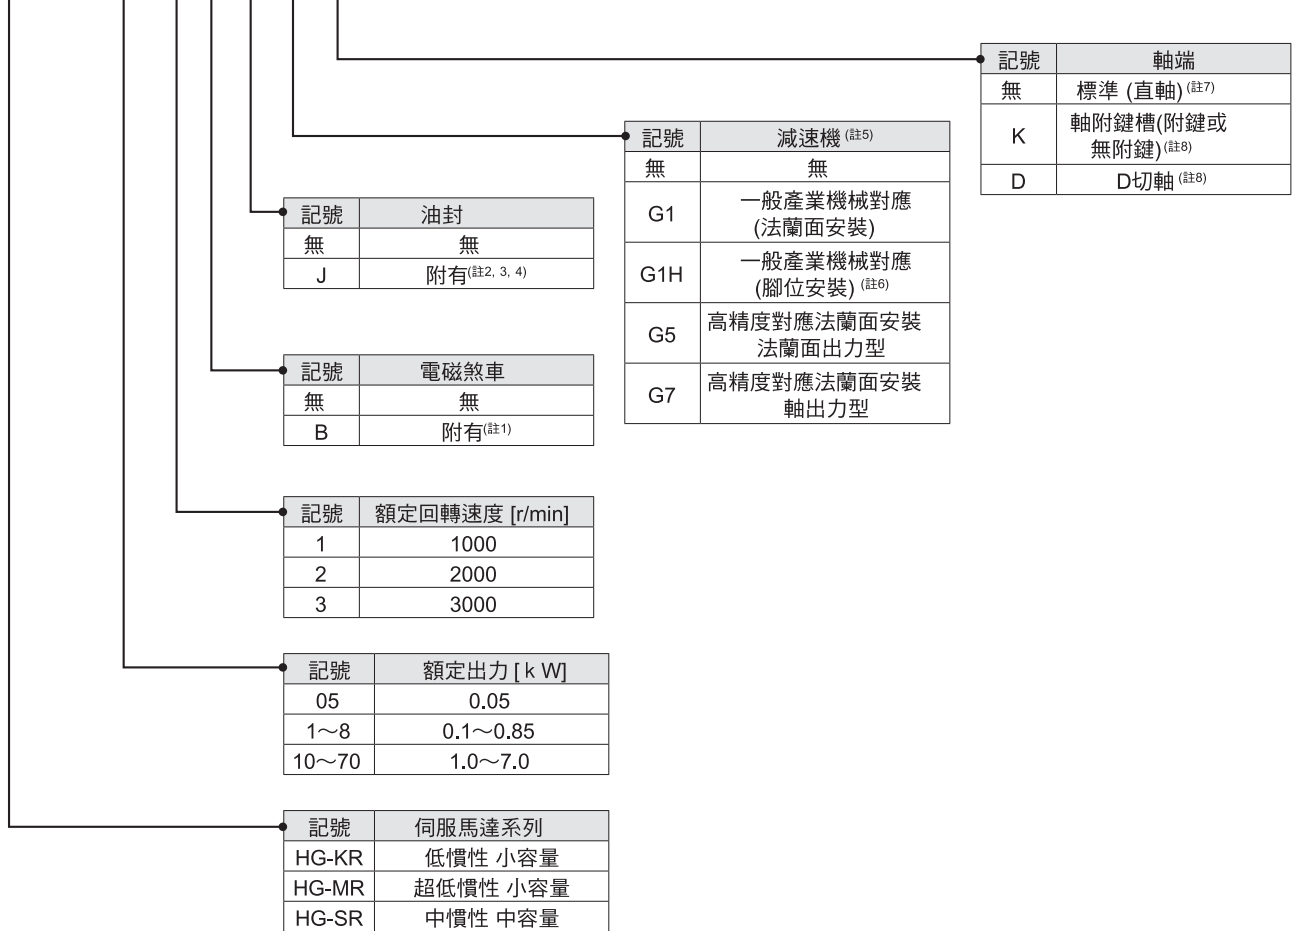 記號 軸端
無 標準 (直軸)(註7)
K 軸附鍵槽(附鍵或
無附鍵)(註8)
D D切軸(註8)
記號 減速機(註5)
無 無
G1 一般產業機械對應
(法蘭面安裝)
G1H 一般產業機械對應
(腳位安裝)(註6)
G5 高精度對應法蘭面安裝
法蘭面出力型
G7 高精度對應法蘭面安裝
軸出力型
記號 油封
無 無
J 附有(註2, 3, 4)
記號 電磁煞車
無 無
B 附有(註1)
記號 額定回轉速度 [r/min]
1 1000
2 2000
3 3000
記號 額定出力 [ k W]
05 0.05
1～8 0.1～0.85
10～70 1.0～7.0
記號 伺服馬達系列
HG-KR 低慣性 小容量
HG-MR 超低慣性 小容量
HG-SR 中慣性 中容量